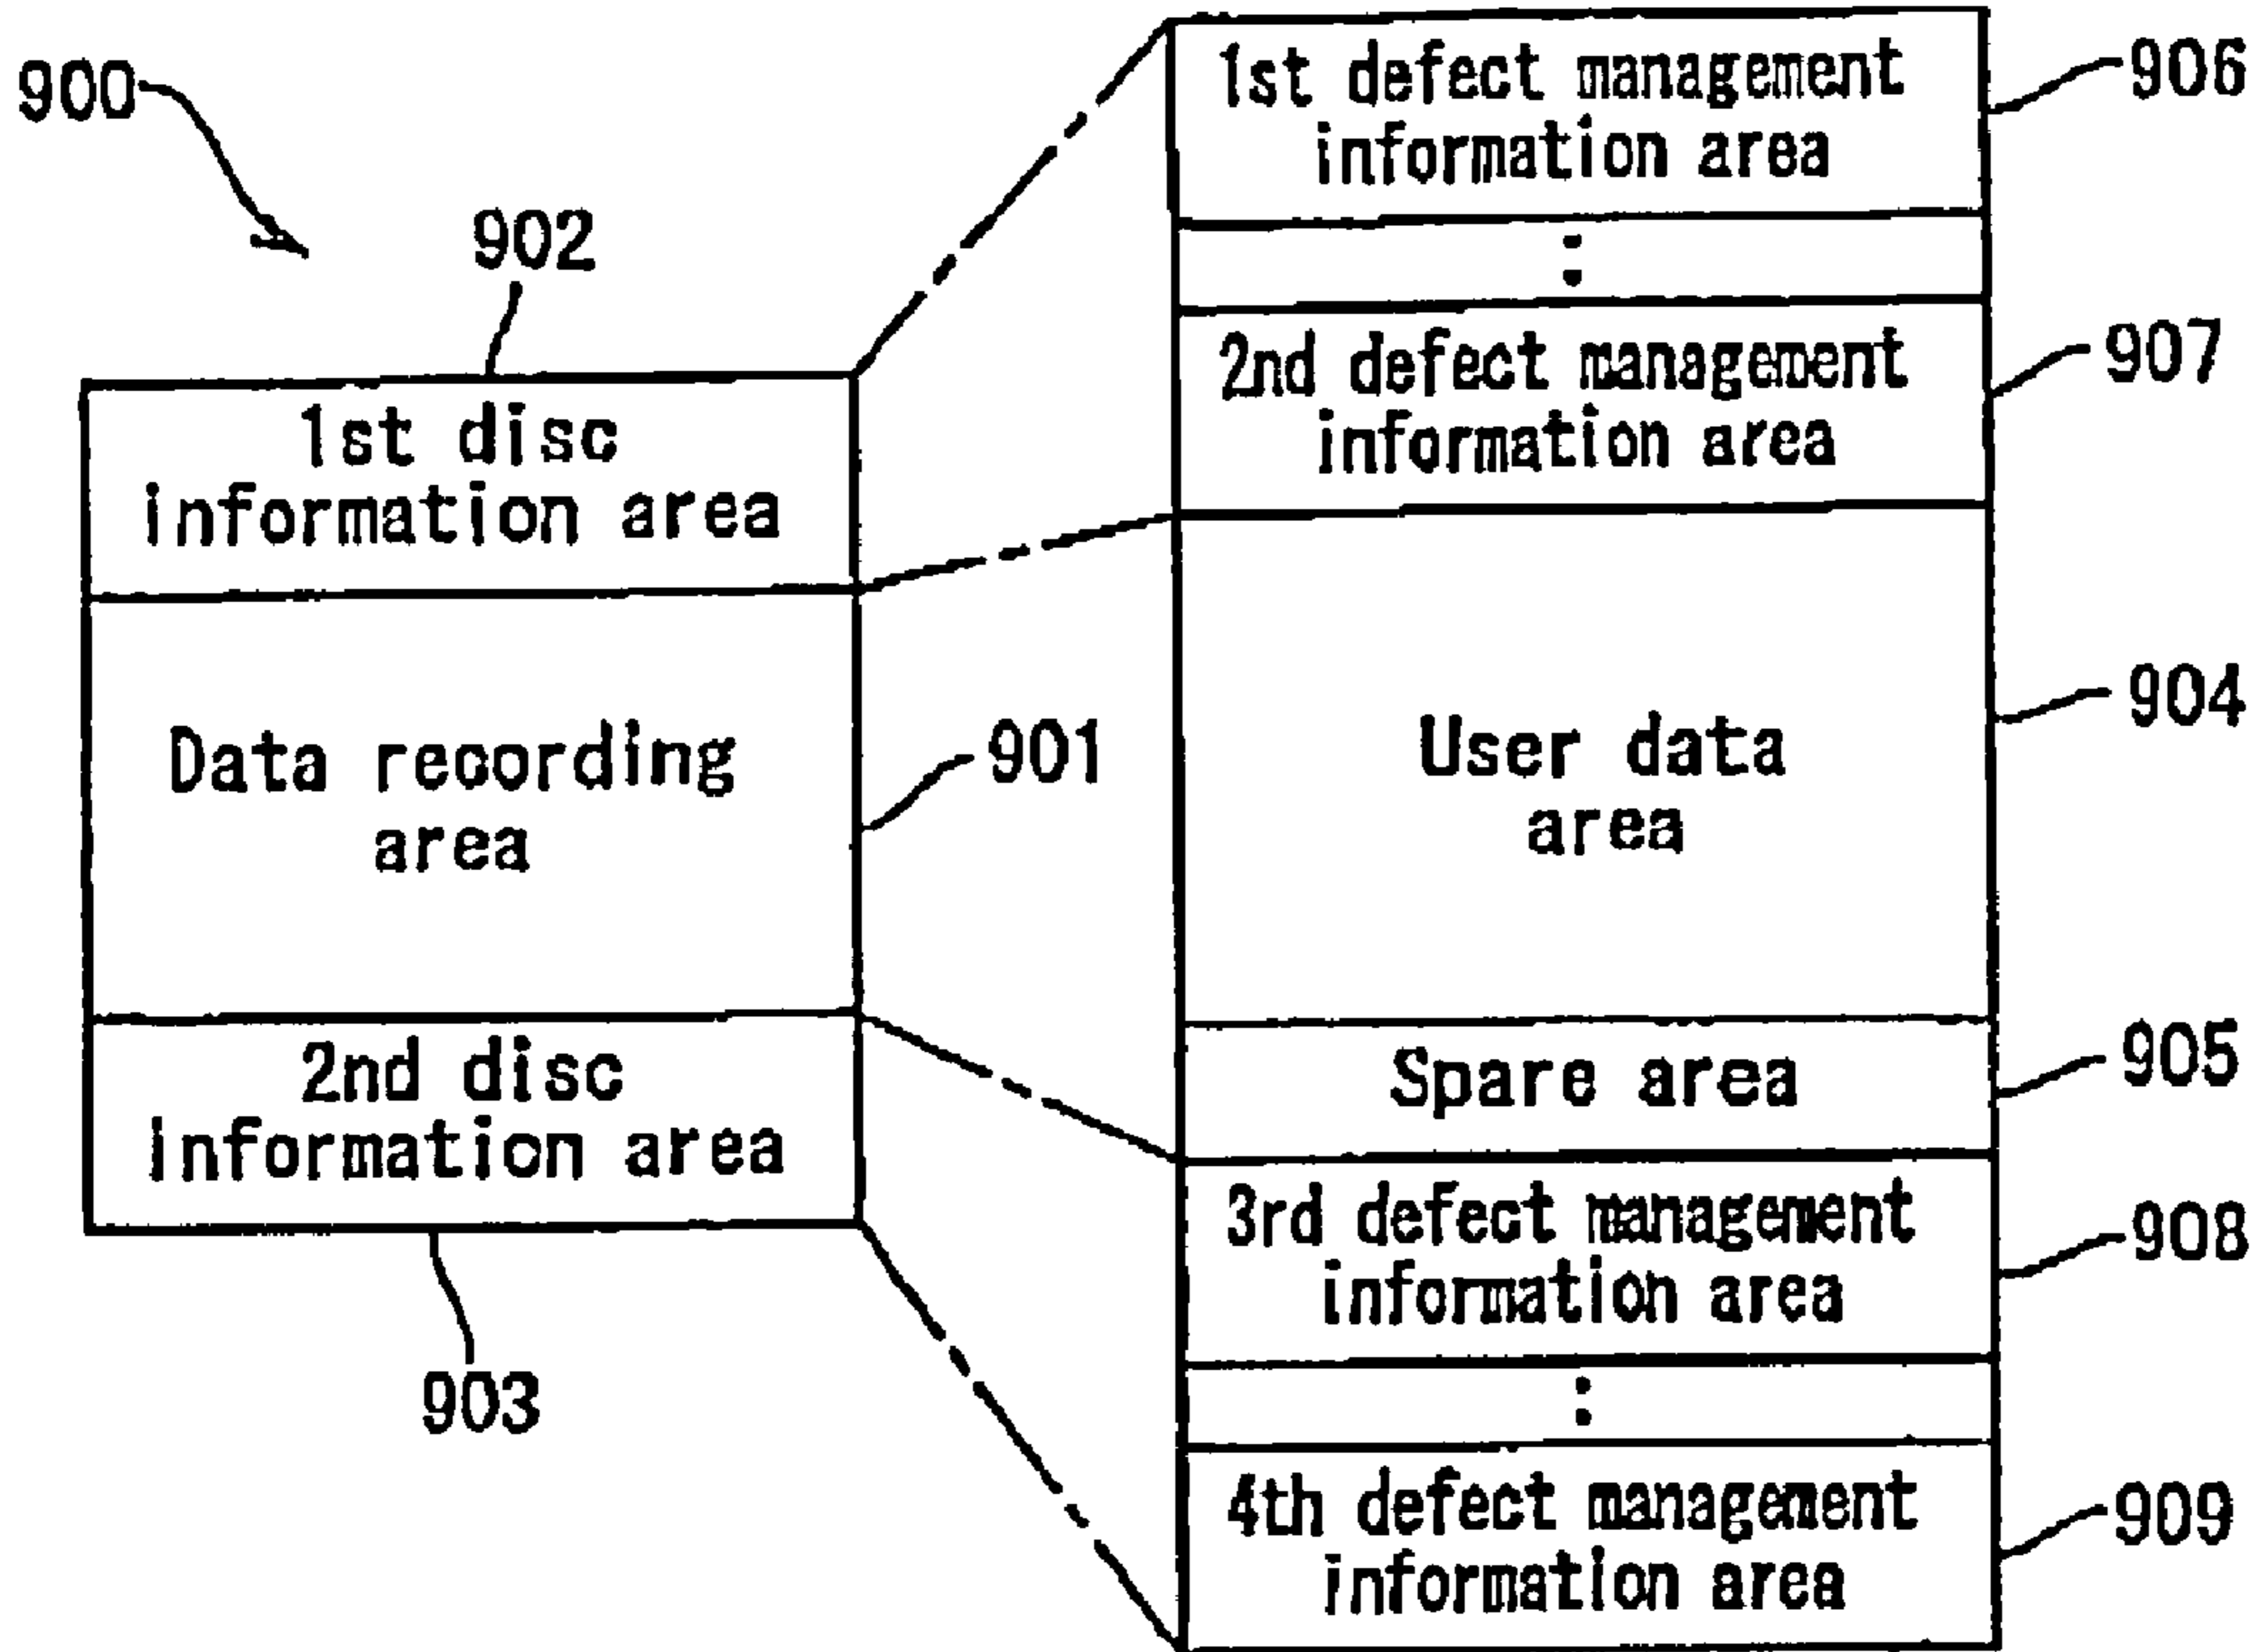 900
902
1st disc
information area
Data recording
area
901
2nd disc
information area
903
1st defect management
information area
906
:
2nd defect management
information area
907
User data
area
904
Spare area
905
3rd defect management
information area
908
:
4th defect management
information area
909